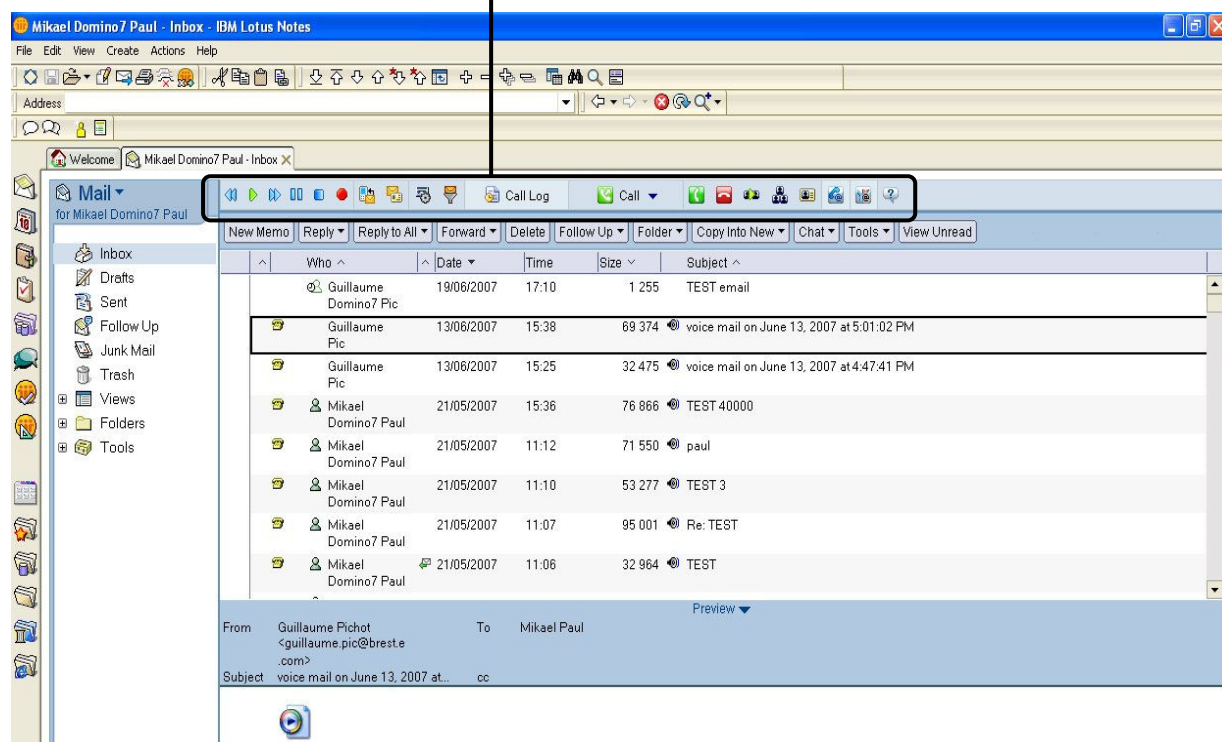 Mikael Domino7 Paul - Inbox - IBM Lotus Notes
File Edit View Create Actions Help
Address
Welcome Mikael Domino7 Paul - Inbox
Mail
for Mikael Domino7 Paul
Call Log Call
New Memo Reply Reply to All Forward Delete Follow Up Folder Copy Into New Chat Tools View Unread
Inbox
Drafts
Sent
Follow Up
Junk Mail
Trash
Views
Folders
Tools
Who Date Time Size Subject
Guillaume 19/06/2007 17:10 1 255 TEST email
Domino7 Pic
Guillaume 13/06/2007 15:38 69 374 voice mail on June 13, 2007 at 5:01:02 PM
Pic
Guillaume 13/06/2007 15:25 32 475 voice mail on June 13, 2007 at 4:47:41 PM
Pic
Mikael 21/05/2007 15:36 76 866 TEST 40000
Domino7 Paul
Mikael 21/05/2007 11:12 71 550 paul
Domino7 Paul
Mikael 21/05/2007 11:10 53 277 TEST 3
Domino7 Paul
Mikael 21/05/2007 11:07 95 001 Re: TEST
Domino7 Paul
Mikael 21/05/2007 11:06 32 964 TEST
Domino7 Paul
Preview
From Guillaume Pichot To Mikael Paul
<guillaume.pic@brest.e
.com>
Subject voice mail on June 13, 2007 at... cc